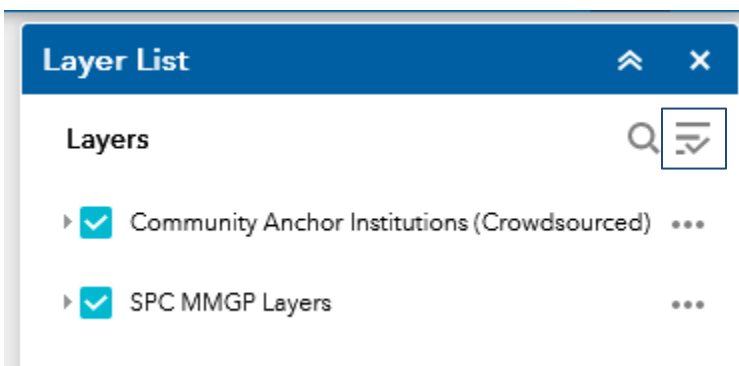 Layer List
Layers
Community Anchor Institutions (Crowdsourced)
SPC MMGP Layers